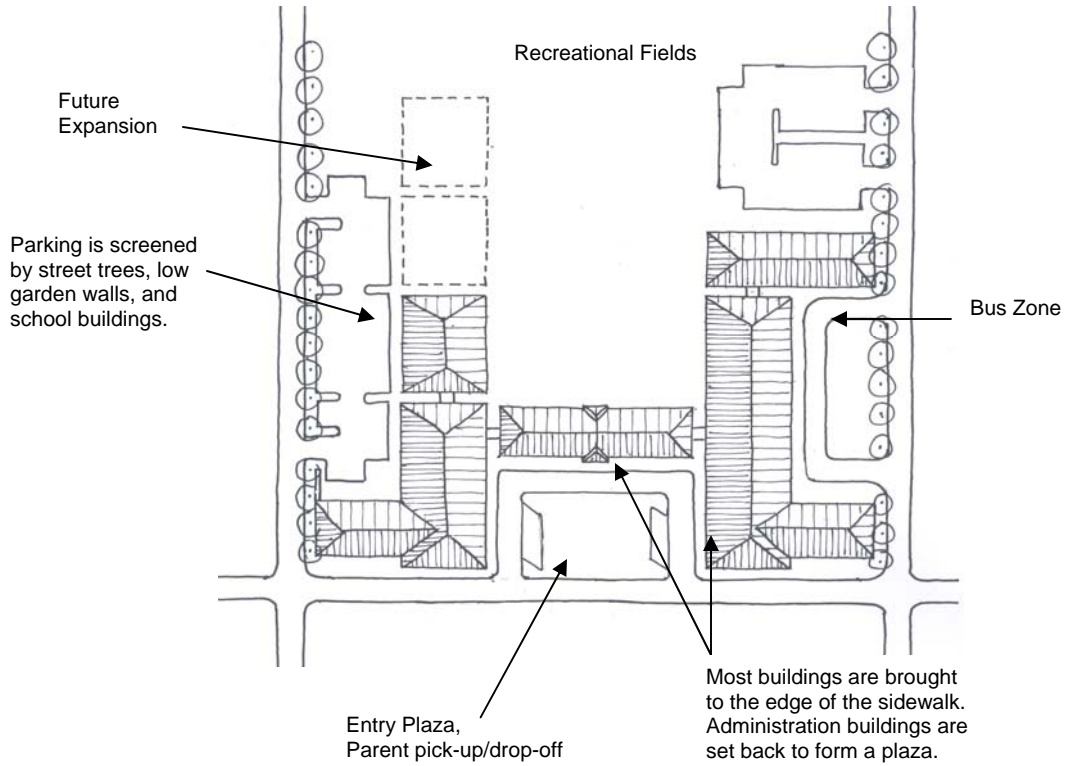 Recreational Fields
Future
Expansion
Parking is screened
by street trees, low
garden walls, and
school buildings.
Bus Zone
Most buildings are brought
to the edge of the sidewalk.
Administration buildings are
set back to form a plaza.
Entry Plaza,
Parent pick-up/drop-off